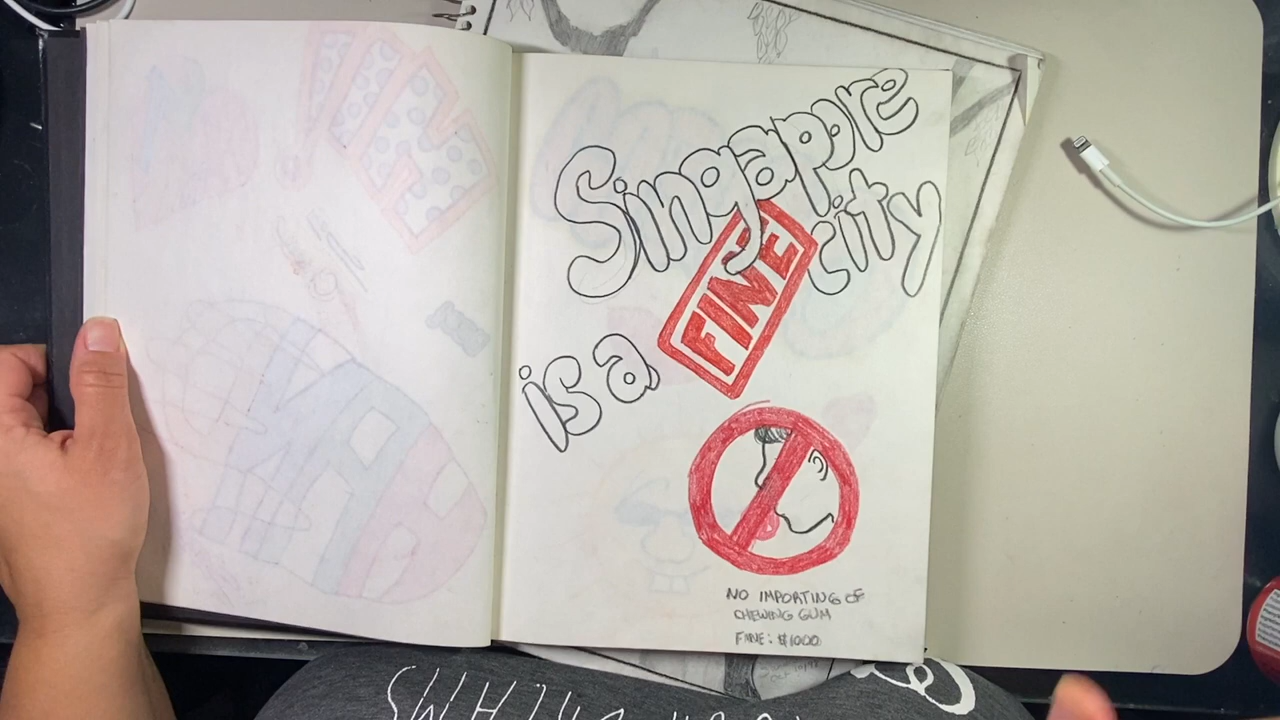 Singapore
city
is a FINE
NO IMPORTING OF
CHEWING GUM
FINE: $1000